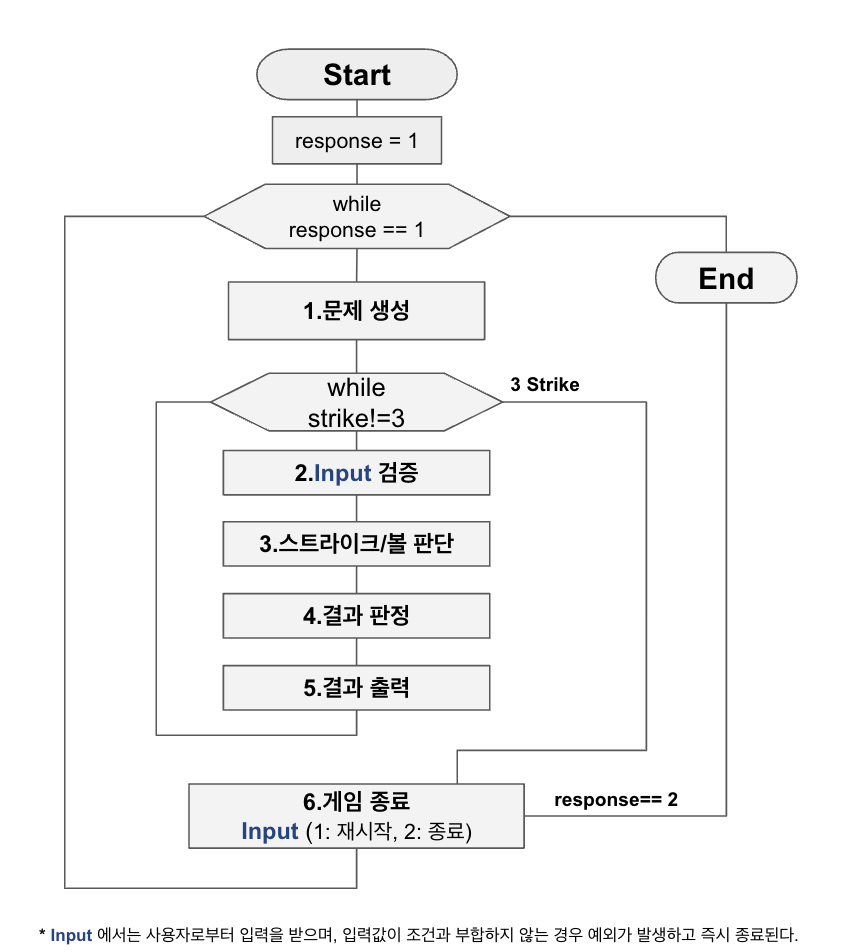 Start
response = 1
while
response == 1
End
1.문제 생성
while
strike!=3
3 Strike
2.Input 검증
3.스트라이크/볼 판단
4.결과 판정
5.결과 출력
6.게임 종료
Input (1: 재시작, 2: 종료)
response== 2
* Input 에서는 사용자로부터 입력을 받으며, 입력값이 조건과 부합하지 않는 경우 예외가 발생하고 즉시 종료된다.